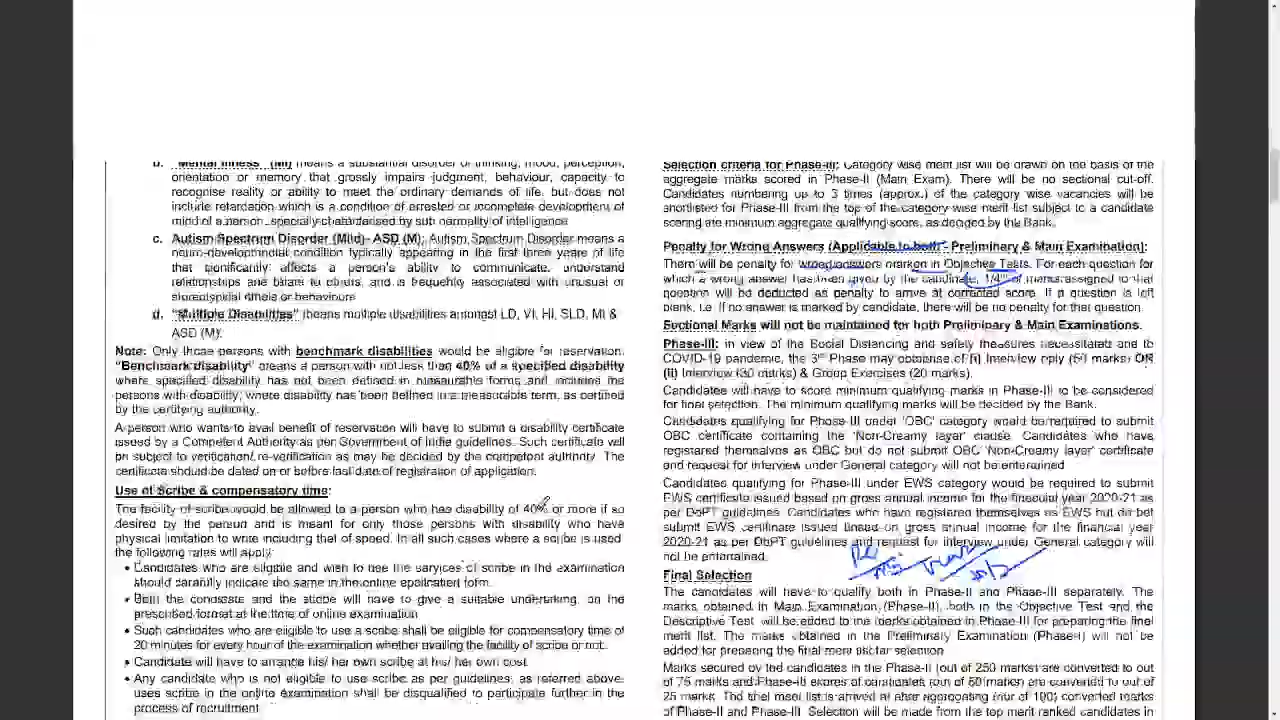 b. "Mental Illness" (MI) means a substantial disorder of thinking, mood, perception,
orientation or memory that grossly impairs judgment, behaviour, capacity to
recognise reality or ability to meet the ordinary demands of life, but does not
include retardation which is a condition of arrested or incomplete development of
mind of a person, specially characterised by sub normality of intelligence
c. Autism Spectrum Disorder (Mild)- ASD (M): Autism Spectrum Disorder means a
neuro-developmental condition typically appearing in the first three years of life
that significantly affects a person's ability to communicate, understand
relationships and relate to others, and is frequently associated with unusual or
stereotypical rituals or behaviours
d. "Multiple Disabilities" means multiple disabilities amongst LD, VI, HI, SLD, MI &
ASD (M).
Note: Only those persons with benchmark disabilities would be eligible for reservation.
"Benchmark disability" means a person with not less than 40% of a specified disability
where specified disability has not been defined in measurable terms and includes the
persons with disability, where disability has been defined in a measurable term, as certified
by the certifying authority.
A person who wants to avail benefit of reservation will have to submit a disability certificate
issued by a Competent Authority as per Government of India guidelines. Such certificate will
be subject to verification/ re-verification as may be decided by the competent authority. The
certificate should be dated on or before last date of registration of application.
Use of Scribe & compensatory time:
The facility of scribe would be allowed to a person who has disability of 40% or more if so
desired by the person and is meant for only those persons with disability who have
physical limitation to write including that of speed. In all such cases where a scribe is used,
the following rules will apply:
• Candidates who are eligible and wish to use the services of scribe in the examination
should carefully indicate the same in the online application form.
• Both the candidate and the scribe will have to give a suitable undertaking, on the
prescribed format at the time of online examination
• Such candidates who are eligible to use a scribe shall be eligible for compensatory time of
20 minutes for every hour of the examination whether availing the facility of scribe or not.
• Candidate will have to arrange his/ her own scribe at his/ her own cost.
• Any candidate who is not eligible to use scribe as per guidelines, as referred above,
uses scribe in the online examination shall be disqualified to participate further in the
process of recruitment
Selection criteria for Phase-III: Category wise merit list will be drawn on the basis of the
aggregate marks scored in Phase-II (Main Exam). There will be no sectional cut-off.
Candidates numbering up to 3 times (approx.) of the category wise vacancies will be
shortlisted for Phase-III from the top of the category wise merit list subject to a candidate
scoring minimum aggregate qualifying score, as decided by the Bank.
Penalty for Wrong Answers (Applicable to both - Preliminary & Main Examination):
There will be penalty for wrong answers marked in Objective Tests. For each question for
which a wrong answer has been given by the candidate, 1/4th of marks assigned to that
question will be deducted as penalty to arrive at corrected score. If a question is left
blank, i.e. if no answer is marked by candidate, there will be no penalty for that question.
Sectional Marks will not be maintained for both Preliminary & Main Examinations.
Phase-III: in view of the Social Distancing and safety measures necessitated due to
COVID-19 pandemic, the 3rd Phase may comprise of (i) Interview only (50 marks) OR
(ii) Interview (30 marks) & Group Exercises (20 marks).
Candidates will have to score minimum qualifying marks in Phase-III to be considered
for final selection. The minimum qualifying marks will be decided by the Bank.
Candidates qualifying for Phase-III under 'OBC' category would be required to submit
OBC certificate containing the 'Non-Creamy layer' clause. Candidates who have
registered themselves as OBC but do not submit OBC 'Non-Creamy layer' certificate
and request for interview under General category will not be entertained
Candidates qualifying for Phase-III under EWS category would be required to submit
EWS certificate issued based on gross annual income for the financial year 2020-21 as
per DoPT guidelines. Candidates who have registered themselves as EWS but do not
submit EWS certificate issued based on gross annual income for the financial year
2020-21 as per DoPT guidelines and request for interview under General category will
not be entertained.
Final Selection
The candidates will have to qualify both in Phase-II and Phase-III separately. The
marks obtained in Main Examination (Phase-II), both in the Objective Test and the
Descriptive Test will be added to the marks obtained in Phase-III for preparing the final
merit list. The marks obtained in the Preliminary Examination (Phase-I) will not be
added for preparing the final merit list for selection
Marks secured by the candidates in the Phase-II (out of 250 marks) are converted to out
of 75 marks and Phase-III scores of candidates (out of 50 marks) are converted to out of
25 marks. The final merit list is arrived at after aggregating (out of 100) converted marks
of Phase-II and Phase-III. Selection will be made from the top merit ranked candidates in